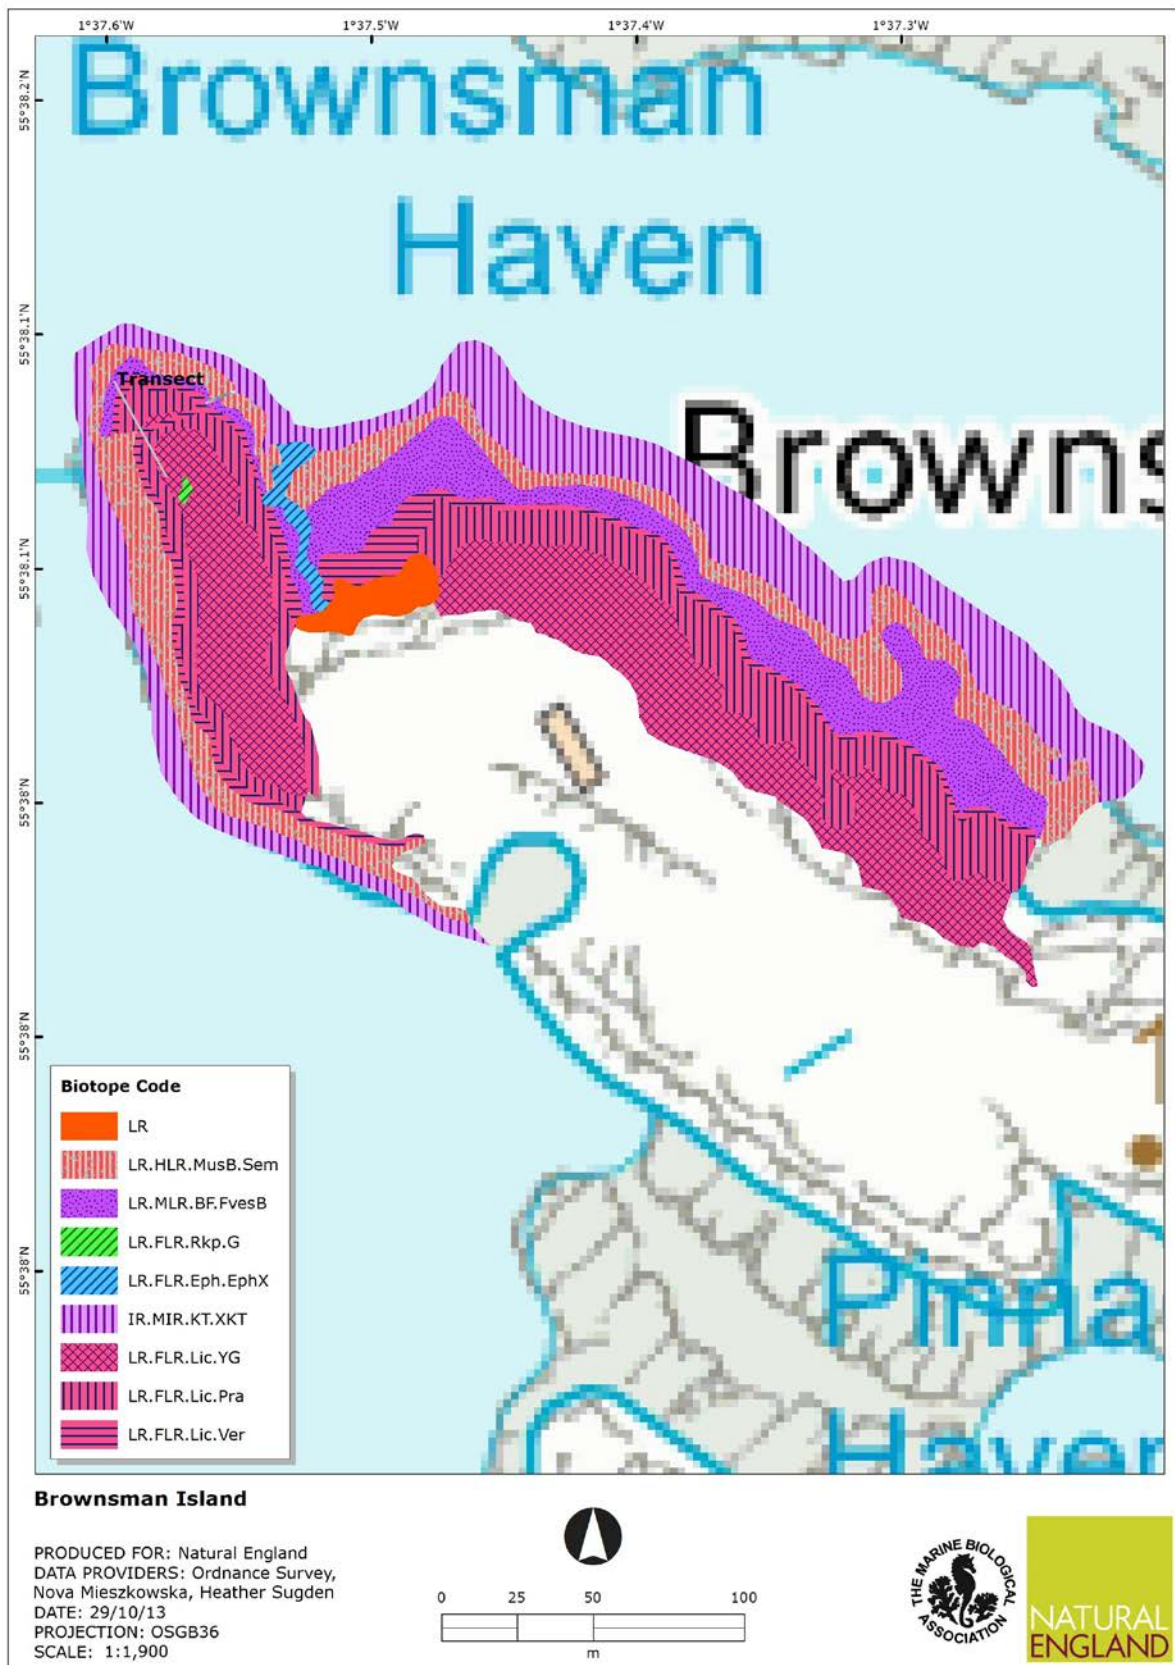 1°37.6'W 1°37.5'W 1°37.4'W 1°37.3'W
55°38.2'N
55°38.1'N
55°38.1'N
55°38'N
55°38'N
55°38'N
Brownsman
Haven
Transect
Browns
Haven
Biotope Code
LR
LR.HLR.MusB.Sem
LR.MLR.BF.FvesB
LR.FLR.Rkp.G
LR.FLR.Eph.EphX
IR.MIR.KT.XKT
LR.FLR.Lic.YG
LR.FLR.Lic.Pra
LR.FLR.Lic.Ver
Brownsman Island
PRODUCED FOR: Natural England
DATA PROVIDERS: Ordnance Survey,
Nova Mieszkowska, Heather Sugden
DATE: 29/10/13
PROJECTION: OSGB36
SCALE: 1:1,900
0 25 50 100
m
THE MARINE BIOLOGICAL
ASSOCIATION
NATURAL
ENGLAND